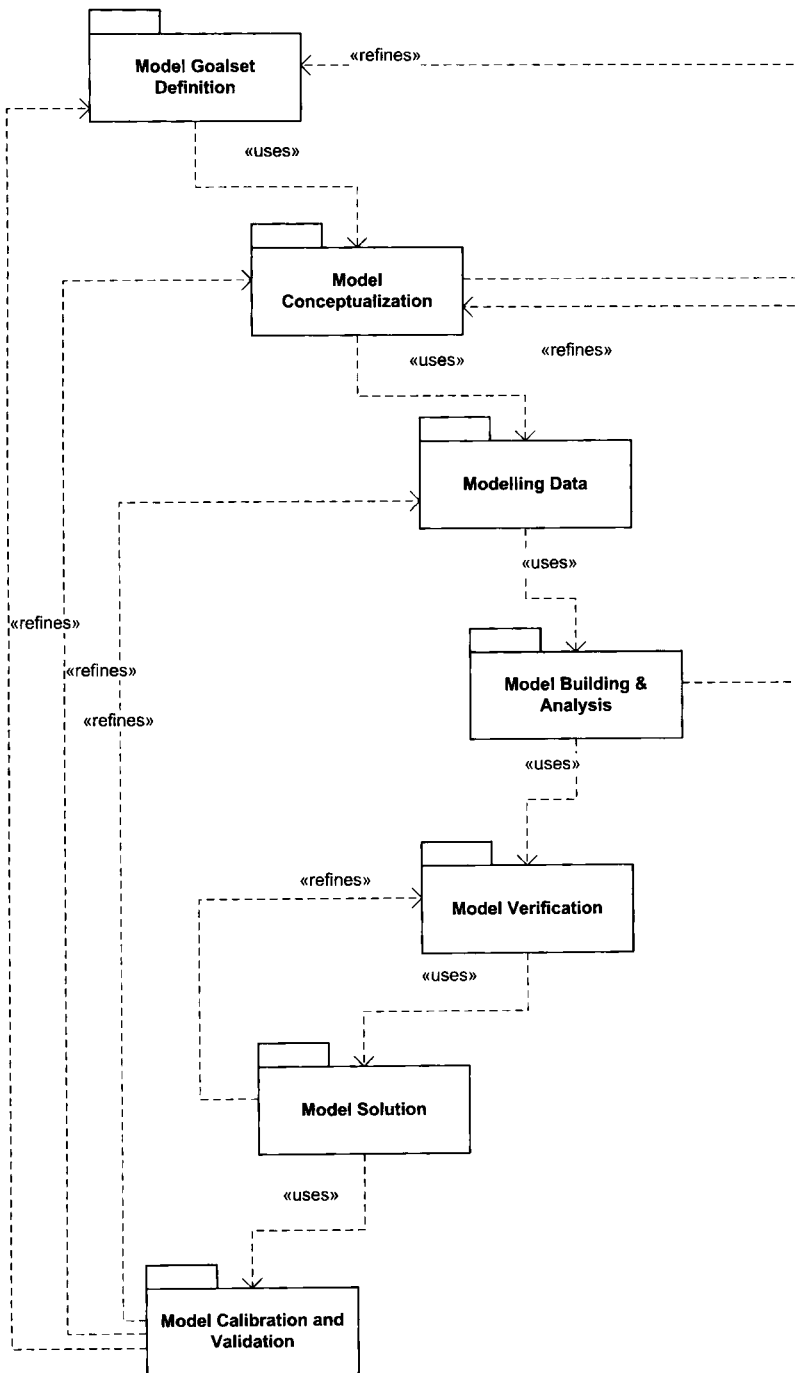 Model Goalset
Definition
«refines»
«uses»
Model
Conceptualization
«uses»
«refines»
Modelling Data
«uses»
«refines»
«refines»
«refines»
Model Building &
Analysis
«uses»
Model Verification
«refines»
«uses»
Model Solution
«uses»
Model Calibration and
Validation